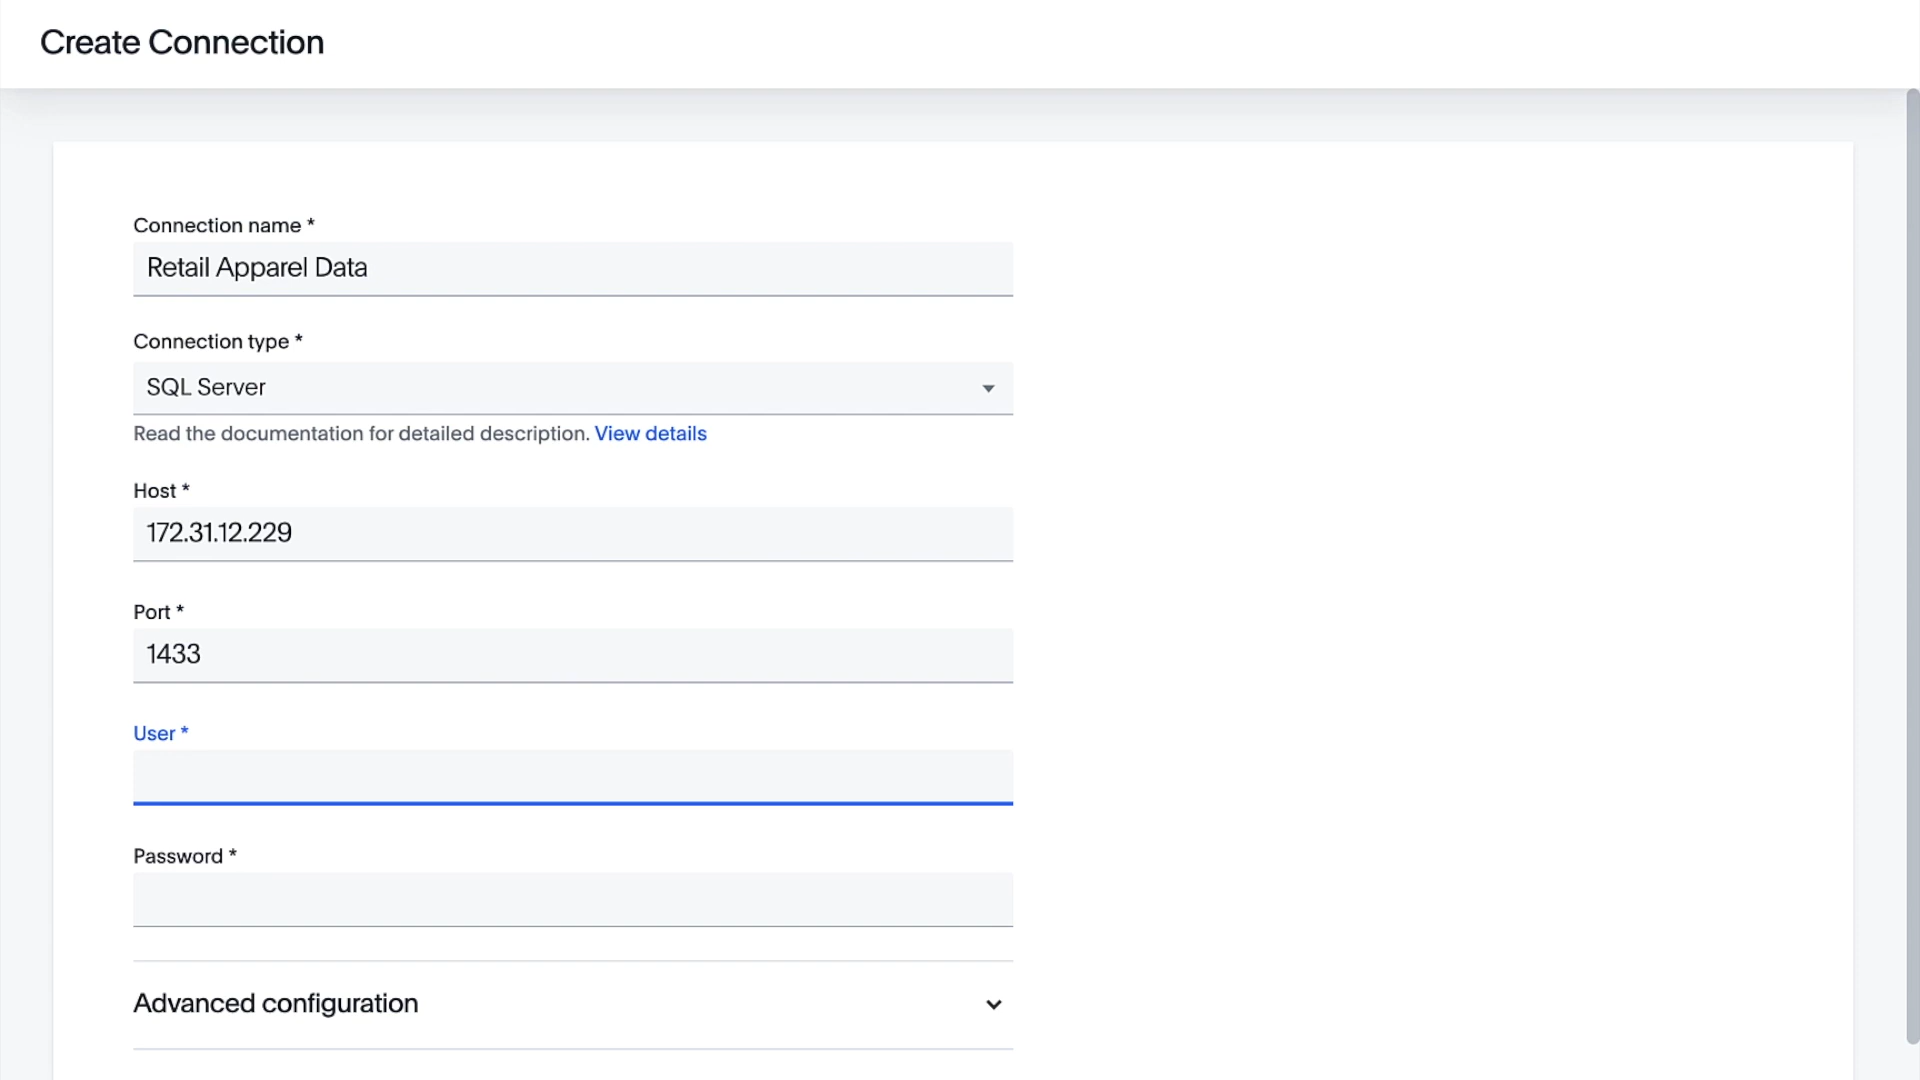 Create Connection
Connection name *
Retail Apparel Data
Connection type *
SQL Server
Read the documentation for detailed description. View details
Host *
172.31.12.229
Port *
1433
User *
Password *
Advanced configuration